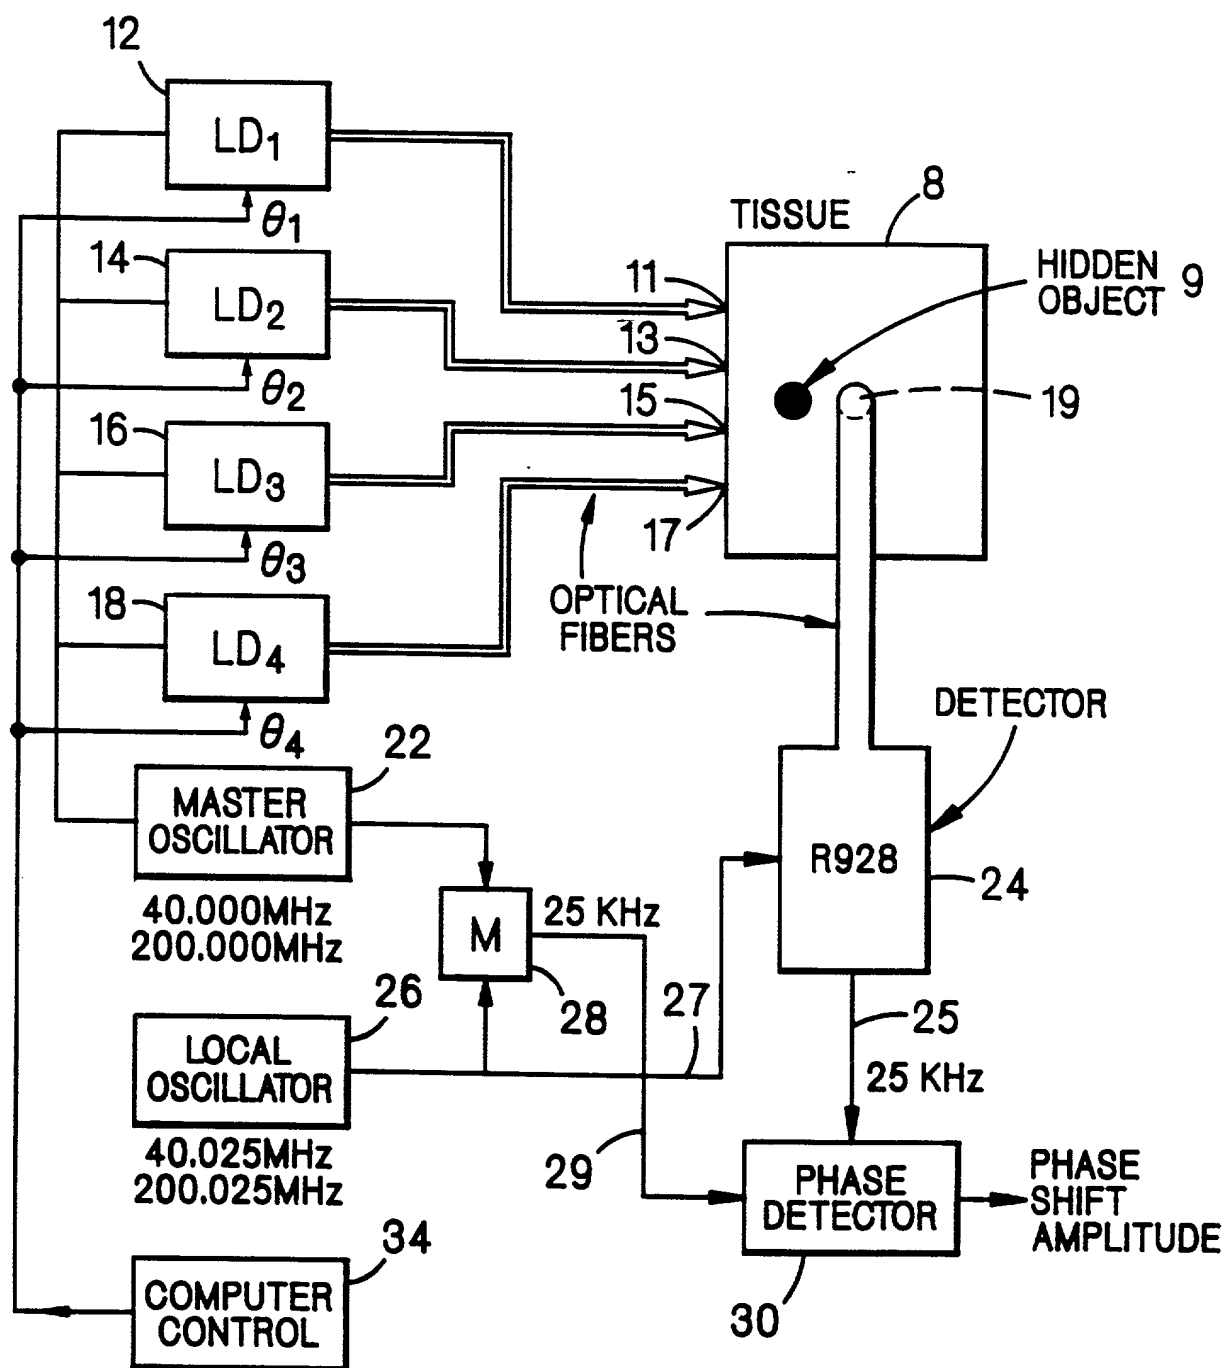 12
LD1
θ1
14
LD2
θ2
16
LD3
θ3
18
LD4
θ4
TISSUE
8
HIDDEN
OBJECT 9
11
13
15
17
19
OPTICAL
FIBERS
DETECTOR
22
MASTER
OSCILLATOR
40.000MHz
200.000MHz
M
25 KHz
28
R928
24
26
LOCAL
OSCILLATOR
40.025MHz
200.025MHz
27
25
25 KHz
29
PHASE
DETECTOR
30
PHASE
SHIFT
AMPLITUDE
34
COMPUTER
CONTROL